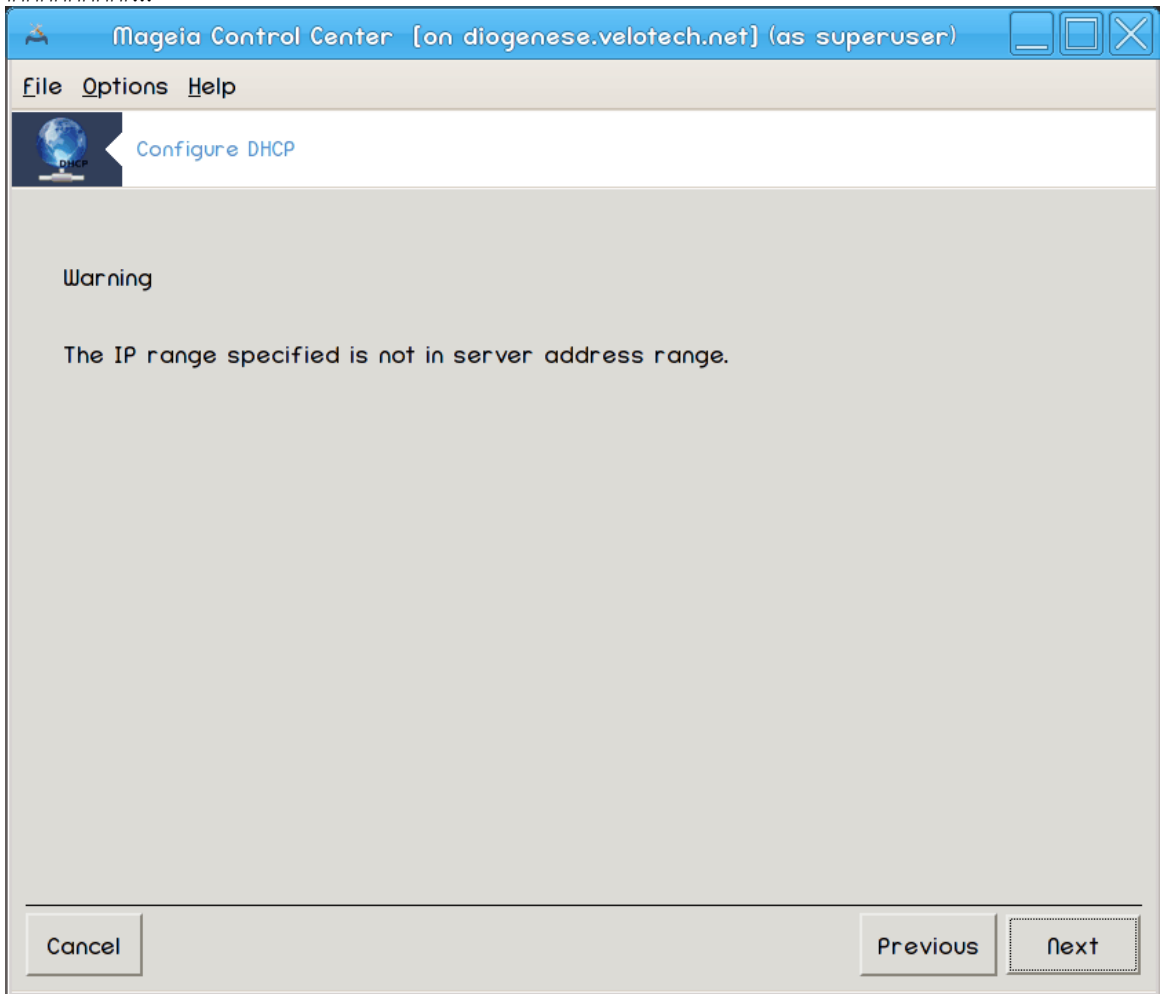 Mageia Control Center [on diogenese.velotech.net] (as superuser)
File Options Help
DHCP
Configure DHCP
Warning
The IP range specified is not in server address range.
Cancel Previous Next